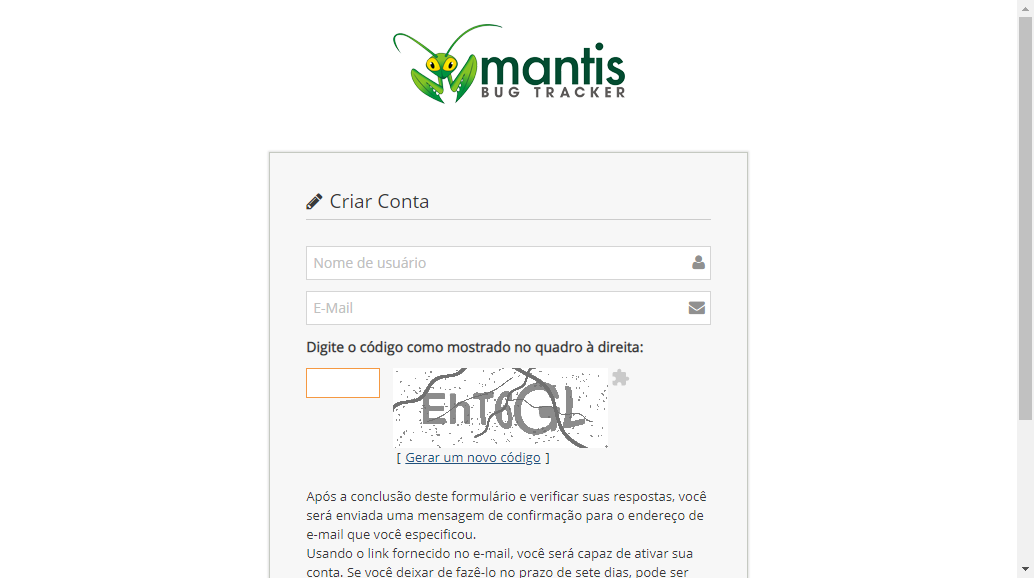 mantis
BUG TRACKER
Criar Conta
Nome de usuário
E-Mail
Digite o código como mostrado no quadro à direita:
EhT6GL
[ Gerar um novo código ]
Após a conclusão deste formulário e verificar suas respostas, você
será enviada uma mensagem de confirmação para o endereço de
e-mail que você especificou.
Usando o link fornecido no e-mail, você será capaz de ativar sua
conta. Se você deixar de fazê-lo no prazo de sete dias, pode ser